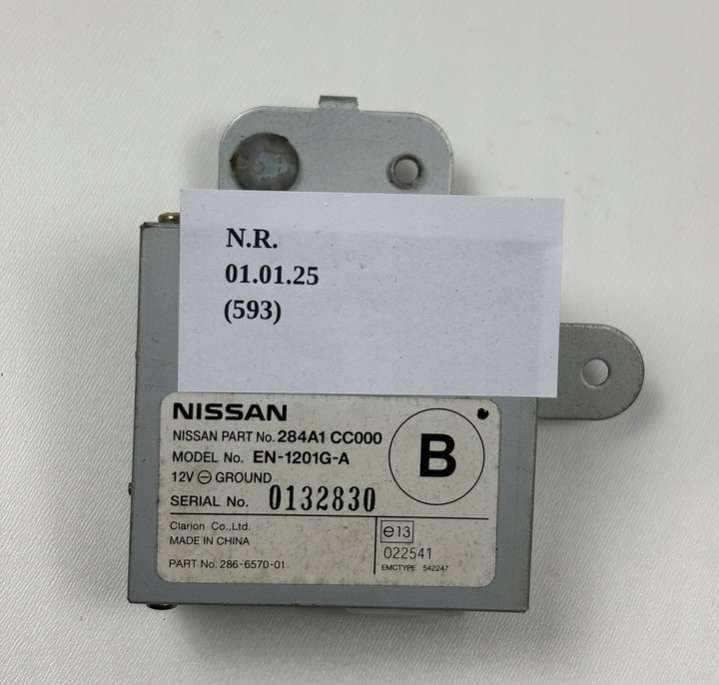 N.R.
01.01.25
(593)
NISSAN
NISSAN PART No. 284A1 CC000
MODEL No. EN-1201G-A
12V ⊖ GROUND
SERIAL No. 0132830
B
Clarion Co.,Ltd.
MADE IN CHINA
PART No. 286-6570-01
e13
022541
EMCTYPE 542247